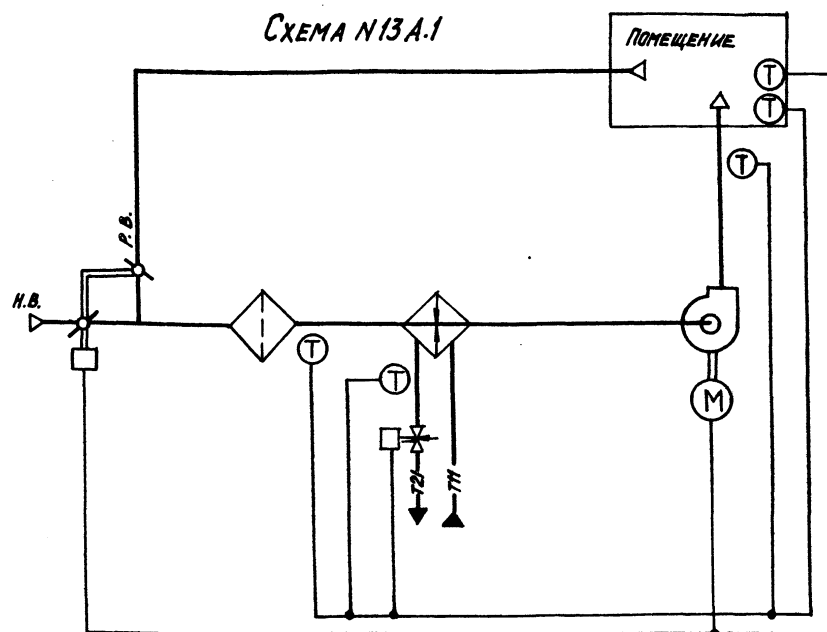 СХЕМА N13А.1
ПОМЕЩЕНИЕ
Т
Т
Т
Р.В.
Н.В.
Т
Т
М
Т21
Т11